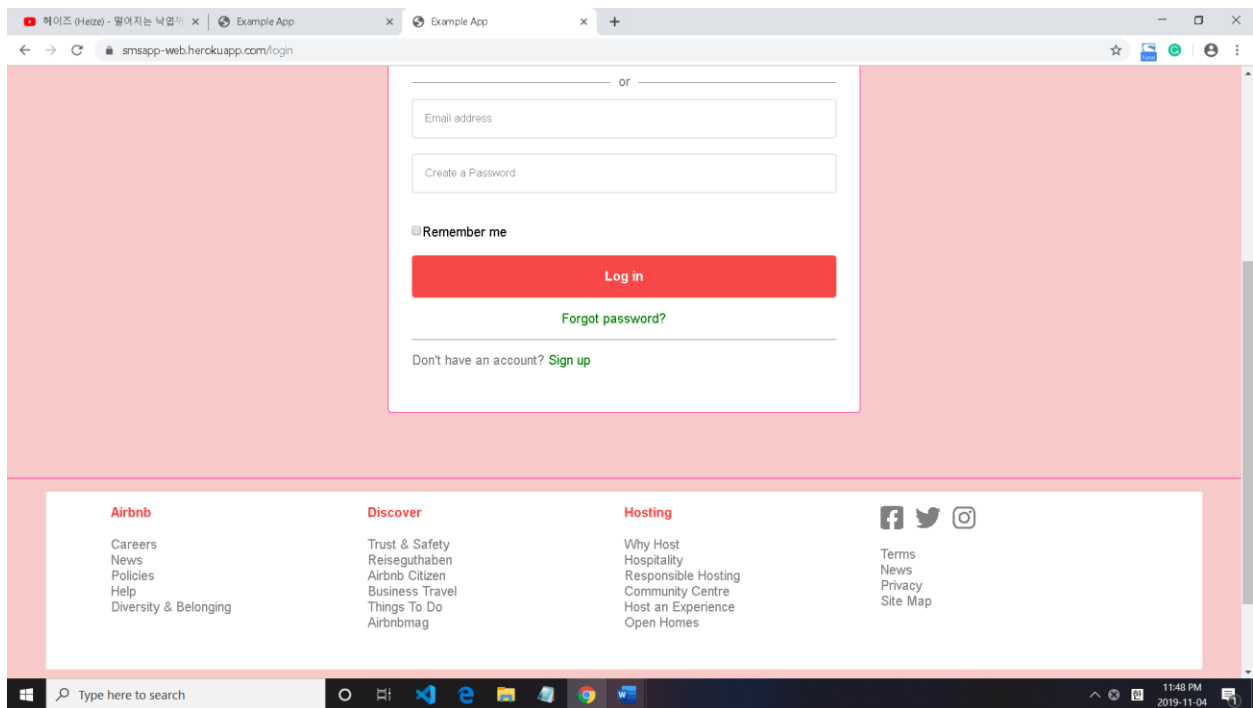 헤이즈 (Heize) - 떨어지는 낙엽까
Example App
Example App
smsapp-web.herokuapp.com/login
New
or
Email address
Create a Password
Remember me
Log in
Forgot password?
Don't have an account? Sign up
Airbnb
Careers
News
Policies
Help
Diversity & Belonging
Discover
Trust & Safety
Reiseguthaben
Airbnb Citizen
Business Travel
Things To Do
Airbnbmag
Hosting
Why Host
Hospitality
Responsible Hosting
Community Centre
Host an Experience
Open Homes
Terms
News
Privacy
Site Map
Type here to search
한
11:48 PM
2019-11-04
1